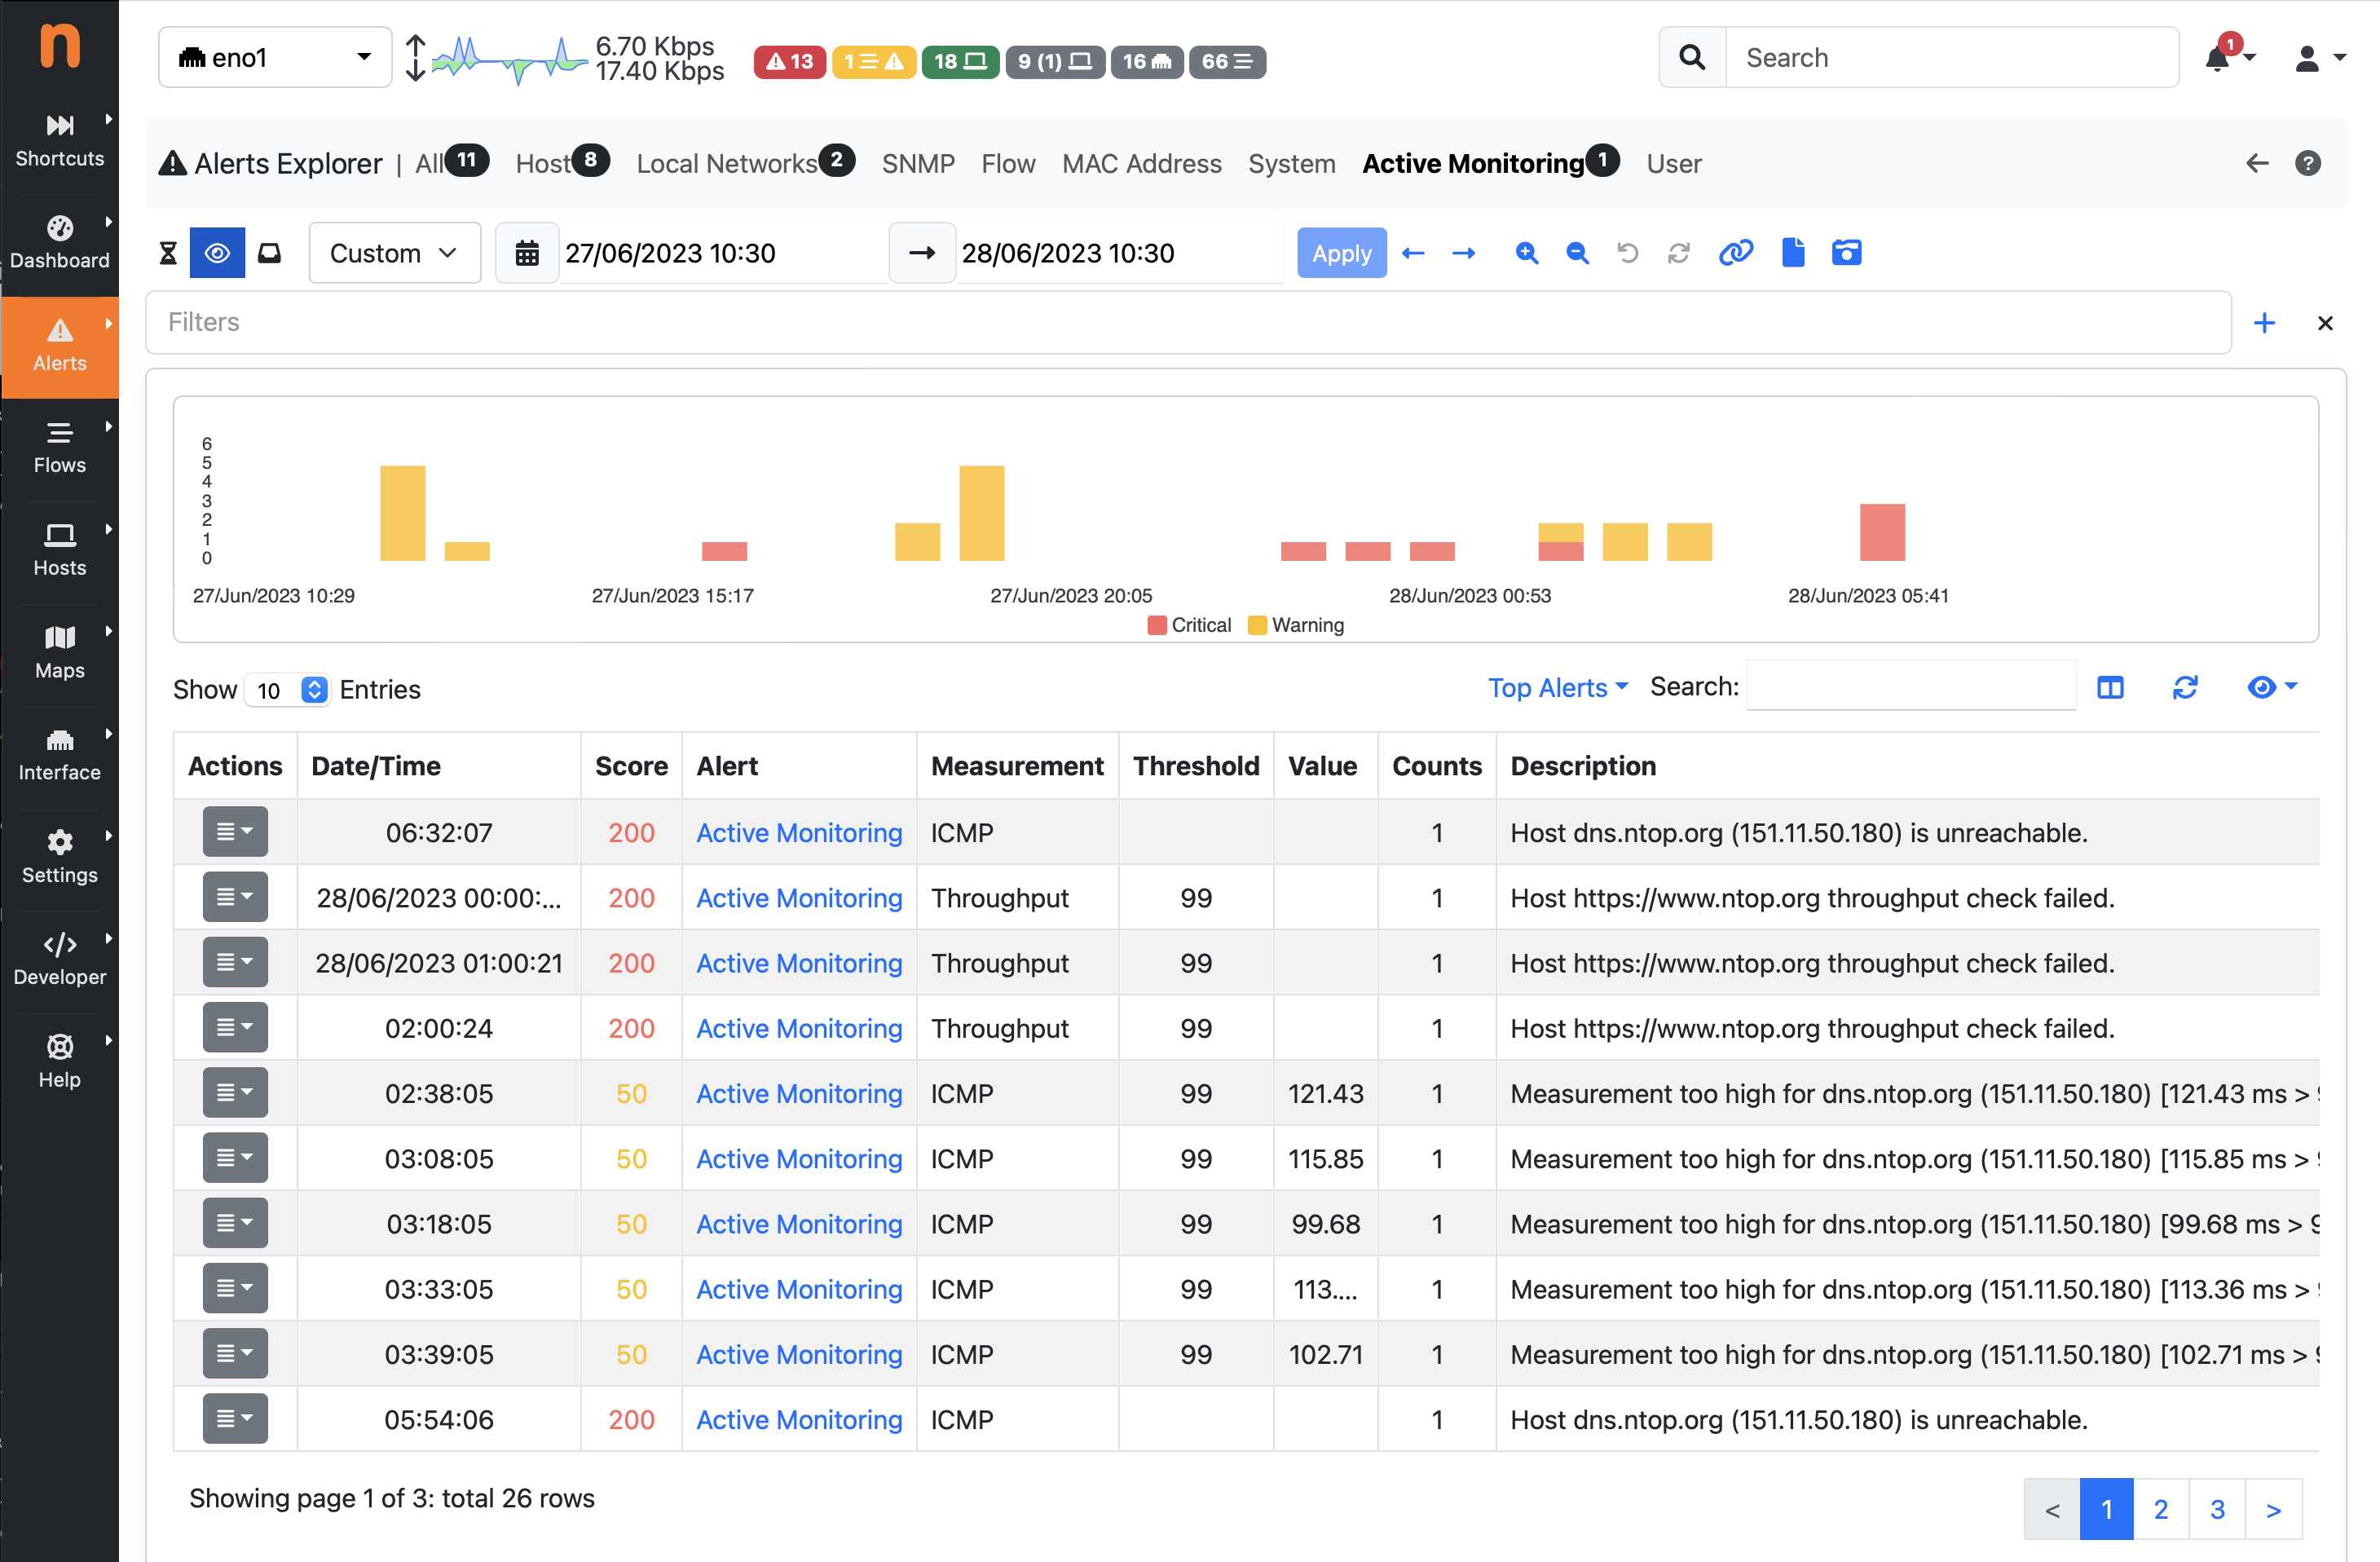 n
eno1
6.70 Kbps
17.40 Kbps
13
1
18
9 (1)
16
66
Search
1
Shortcuts
Dashboard
Alerts
Flows
Hosts
Maps
Interface
Settings
Developer
Help
Alerts Explorer | All 11 Host 8 Local Networks 2 SNMP Flow MAC Address System Active Monitoring 1 User
Custom 27/06/2023 10:30 → 28/06/2023 10:30 Apply
Filters
6
5
4
3
2
1
0
27/Jun/2023 10:29 27/Jun/2023 15:17 27/Jun/2023 20:05 28/Jun/2023 00:53 28/Jun/2023 05:41
Critical Warning
Show 10 Entries Top Alerts Search:
Actions Date/Time Score Alert Measurement Threshold Value Counts Description
06:32:07 200 Active Monitoring ICMP 1 Host dns.ntop.org (151.11.50.180) is unreachable.
28/06/2023 00:00:... 200 Active Monitoring Throughput 99 1 Host https://www.ntop.org throughput check failed.
28/06/2023 01:00:21 200 Active Monitoring Throughput 99 1 Host https://www.ntop.org throughput check failed.
02:00:24 200 Active Monitoring Throughput 99 1 Host https://www.ntop.org throughput check failed.
02:38:05 50 Active Monitoring ICMP 99 121.43 1 Measurement too high for dns.ntop.org (151.11.50.180) [121.43 ms >
03:08:05 50 Active Monitoring ICMP 99 115.85 1 Measurement too high for dns.ntop.org (151.11.50.180) [115.85 ms >
03:18:05 50 Active Monitoring ICMP 99 99.68 1 Measurement too high for dns.ntop.org (151.11.50.180) [99.68 ms >
03:33:05 50 Active Monitoring ICMP 99 113.... 1 Measurement too high for dns.ntop.org (151.11.50.180) [113.36 ms >
03:39:05 50 Active Monitoring ICMP 99 102.71 1 Measurement too high for dns.ntop.org (151.11.50.180) [102.71 ms >
05:54:06 200 Active Monitoring ICMP 1 Host dns.ntop.org (151.11.50.180) is unreachable.
Showing page 1 of 3: total 26 rows
< 1 2 3 >